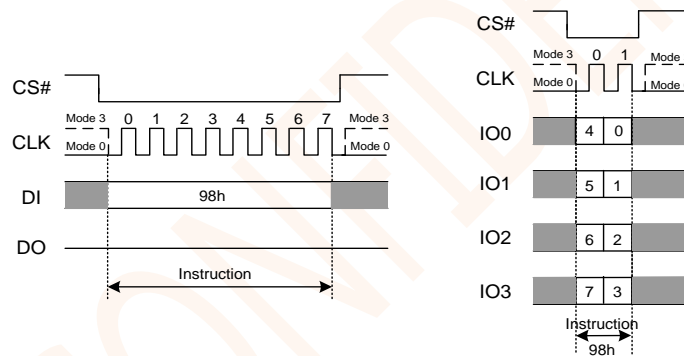 CS#
Mode 3 0 1 2 3 4 5 6 7 Mode 3
CLK
Mode 0 Mode 0
DI 98h
DO
Instruction
CS#
Mode 3 0 1 Mode
CLK
Mode 0 Mode
IO0 4 0
IO1 5 1
IO2 6 2
IO3 7 3
Instruction
98h